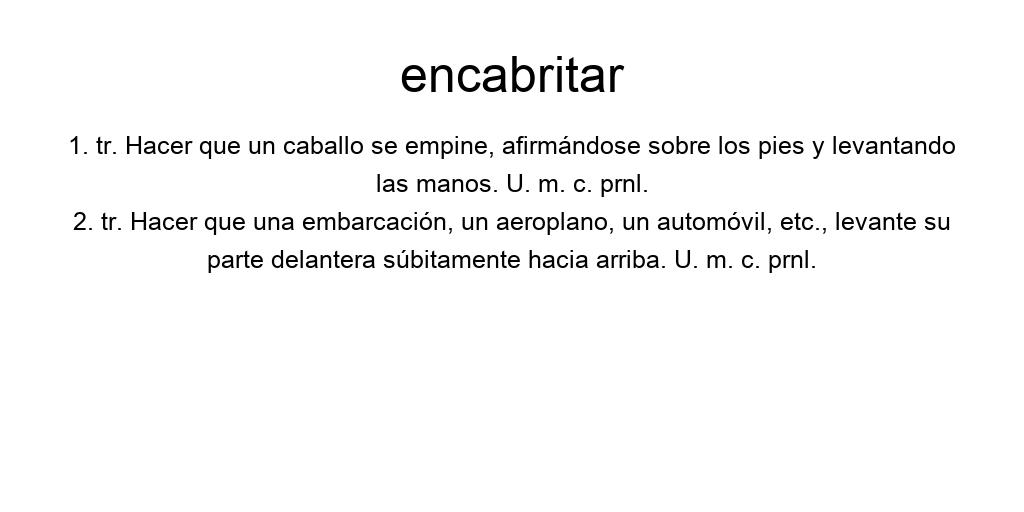 encabritar
1. tr. Hacer que un caballo se empine, afirmándose sobre los pies y levantando
las manos. U. m. c. prnl.
2. tr. Hacer que una embarcación, un aeroplano, un automóvil, etc., levante su
parte delantera súbitamente hacia arriba. U. m. c. prnl.